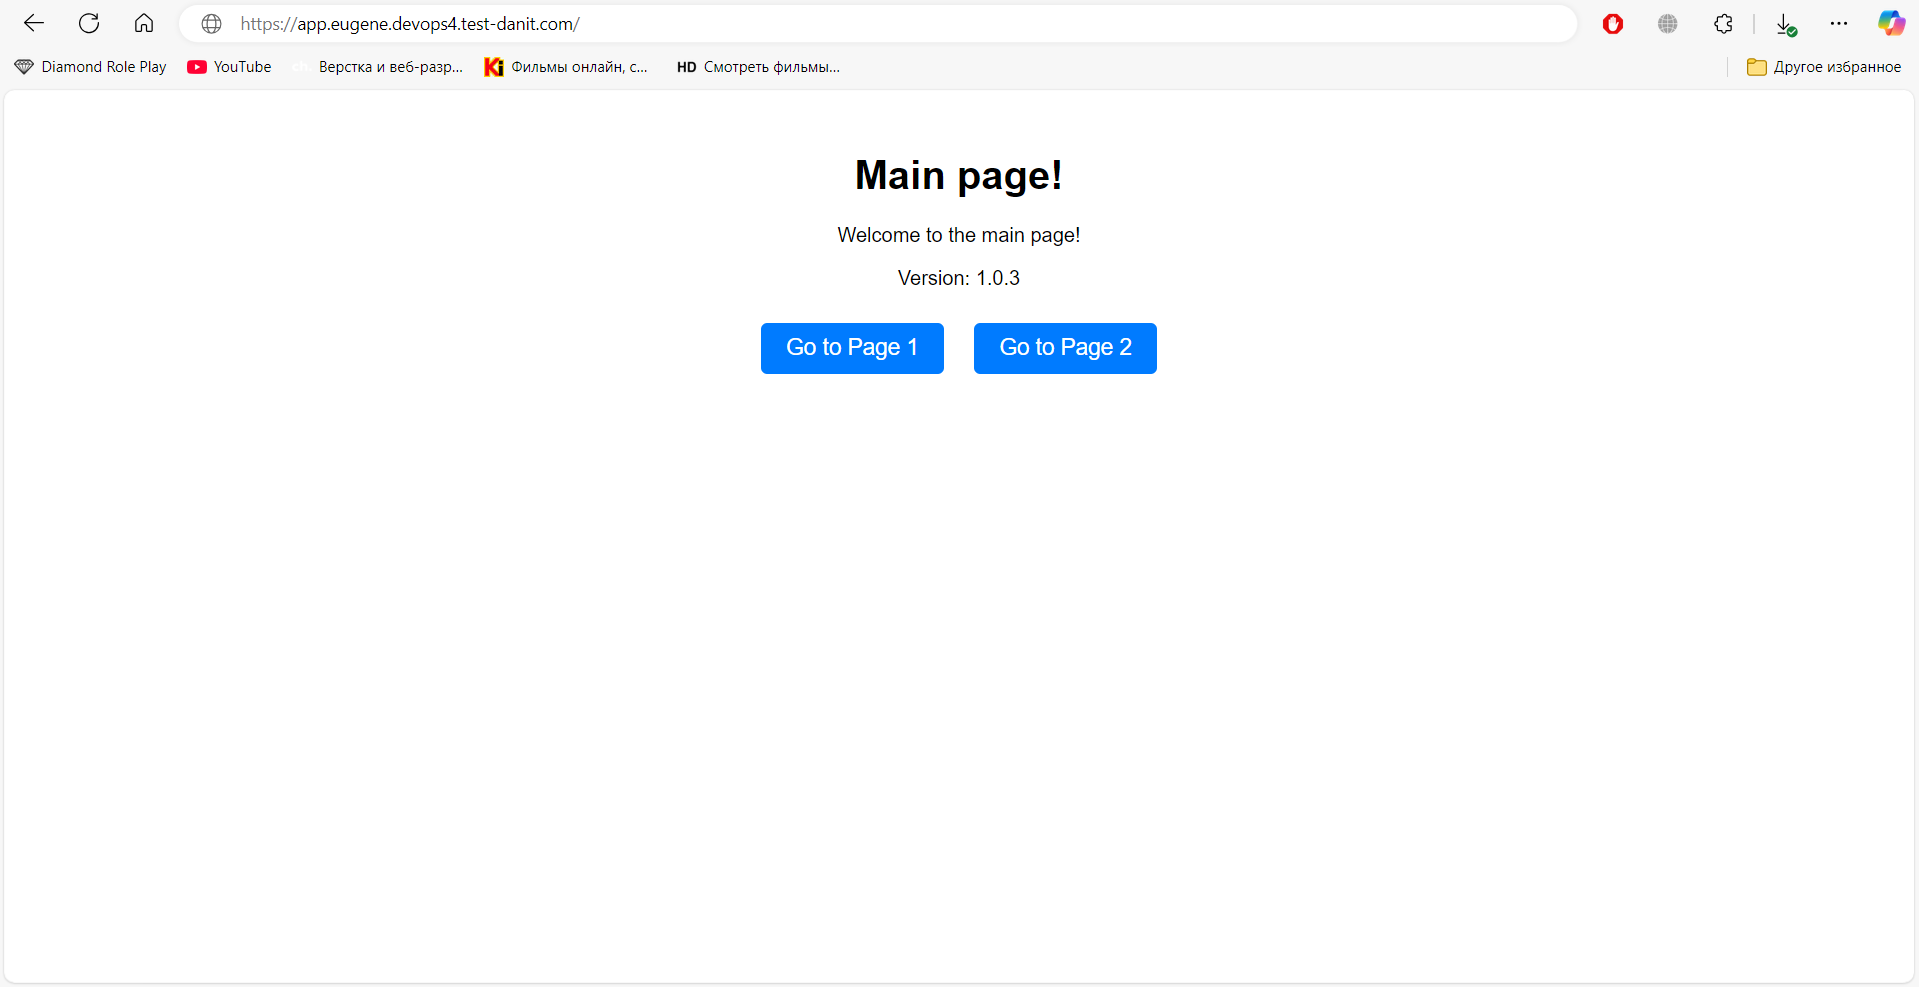 https://app.eugene.devops4.test-danit.com/
Diamond Role Play YouTube ch. Верстка и веб-разр... Ki Фильмы онлайн, с... HD Смотреть фильмы... Другое избранное
Main page!
Welcome to the main page!
Version: 1.0.3
Go to Page 1 Go to Page 2